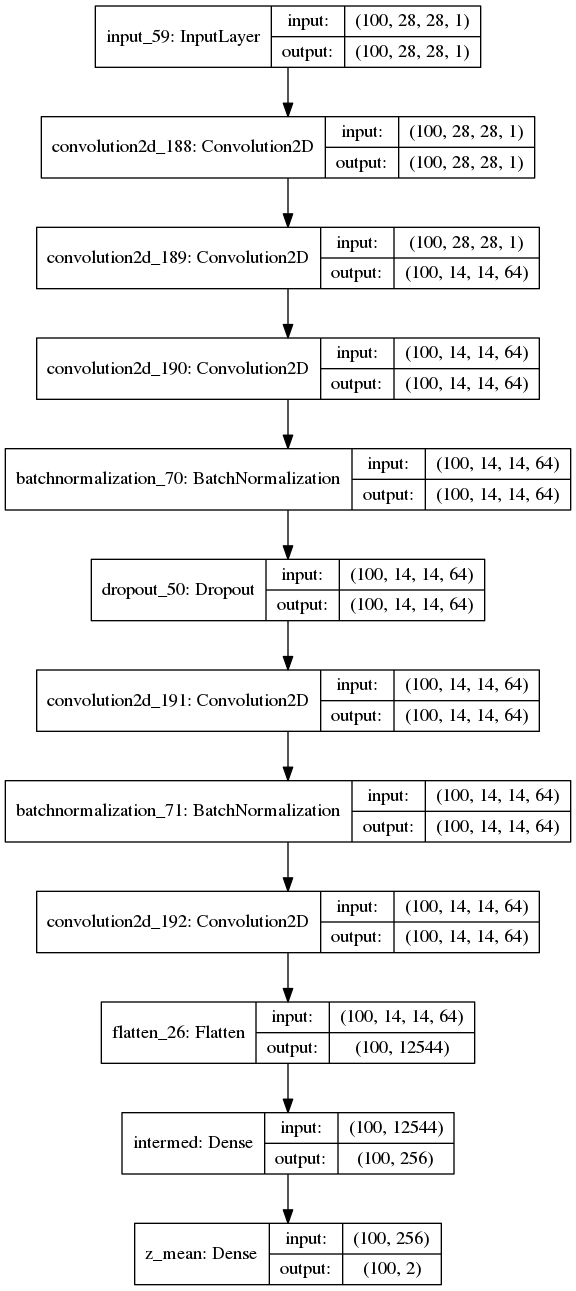 input_59: InputLayer
input: (100, 28, 28, 1)
output: (100, 28, 28, 1)
convolution2d_188: Convolution2D
input: (100, 28, 28, 1)
output: (100, 28, 28, 1)
convolution2d_189: Convolution2D
input: (100, 28, 28, 1)
output: (100, 14, 14, 64)
convolution2d_190: Convolution2D
input: (100, 14, 14, 64)
output: (100, 14, 14, 64)
batchnormalization_70: BatchNormalization
input: (100, 14, 14, 64)
output: (100, 14, 14, 64)
dropout_50: Dropout
input: (100, 14, 14, 64)
output: (100, 14, 14, 64)
convolution2d_191: Convolution2D
input: (100, 14, 14, 64)
output: (100, 14, 14, 64)
batchnormalization_71: BatchNormalization
input: (100, 14, 14, 64)
output: (100, 14, 14, 64)
convolution2d_192: Convolution2D
input: (100, 14, 14, 64)
output: (100, 14, 14, 64)
flatten_26: Flatten
input: (100, 14, 14, 64)
output: (100, 12544)
intermed: Dense
input: (100, 12544)
output: (100, 256)
z_mean: Dense
input: (100, 256)
output: (100, 2)